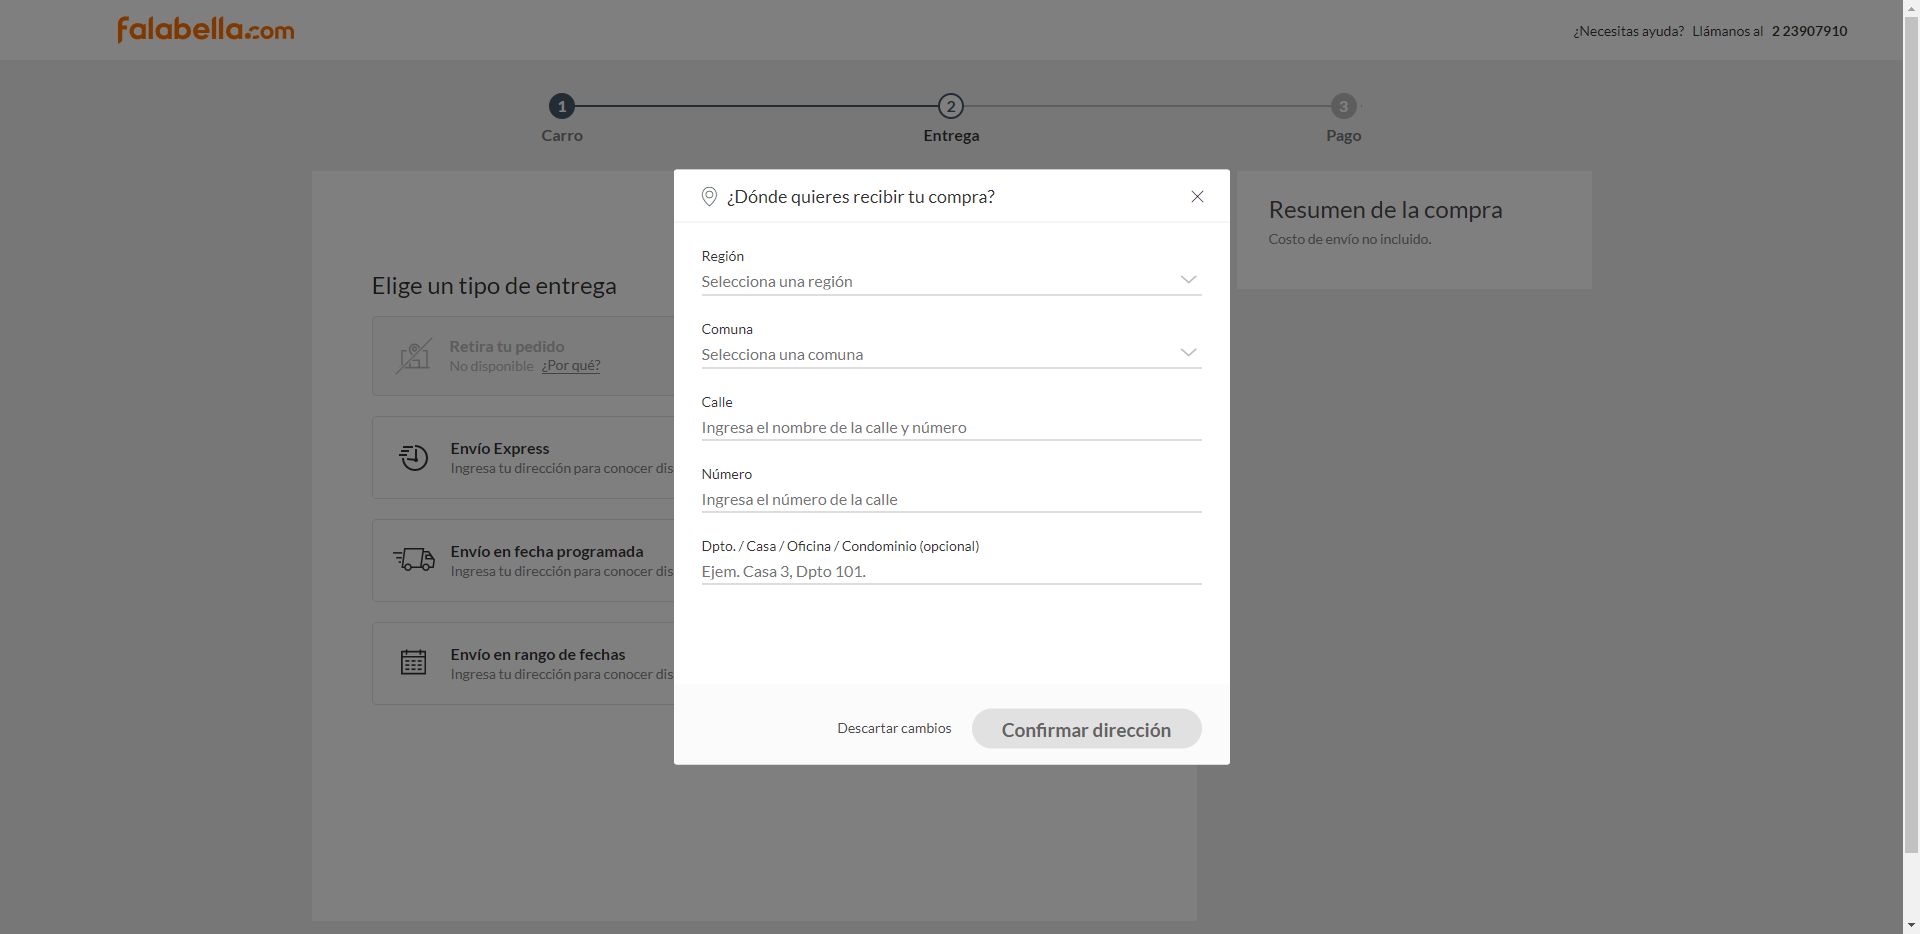 falabella.com
¿Necesitas ayuda? Llámanos al 2 23907910
1 2 3
Carro Entrega Pago
¿Dónde quieres recibir tu compra?
Región
Selecciona una región
Comuna
Selecciona una comuna
Calle
Ingresa el nombre de la calle y número
Número
Ingresa el número de la calle
Dpto. / Casa / Oficina / Condominio (opcional)
Ejem. Casa 3, Dpto 101.
Descartar cambios
Confirmar dirección
Elige un tipo de entrega
Retira tu pedido
No disponible ¿Por qué?
Envío Express
Ingresa tu dirección para conocer dis
Envío en fecha programada
Ingresa tu dirección para conocer dis
Envío en rango de fechas
Ingresa tu dirección para conocer dis
Resumen de la compra
Costo de envío no incluido.